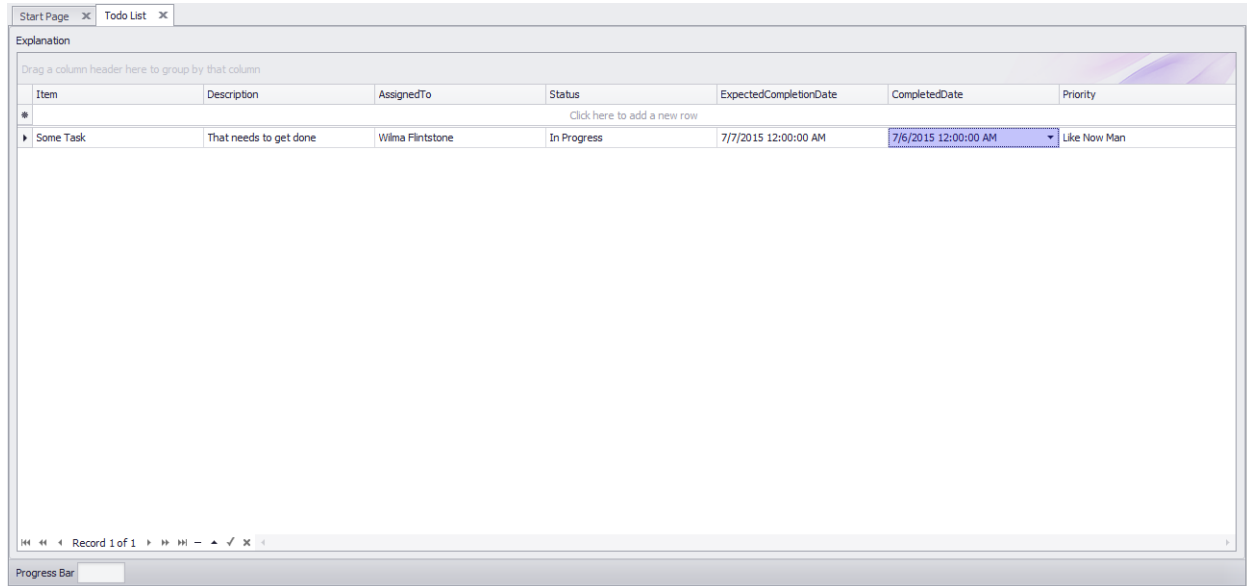 Start Page Todo List
Explanation
Drag a column header here to group by that column
Item Description AssignedTo Status ExpectedCompletionDate CompletedDate Priority
Click here to add a new row
Some Task That needs to get done Wilma Flintstone In Progress 7/7/2015 12:00:00 AM 7/6/2015 12:00:00 AM Like Now Man
Record 1 of 1
Progress Bar